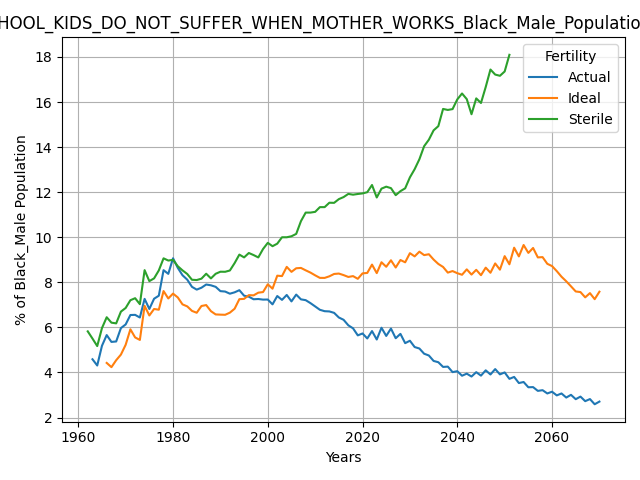 HOOL_KIDS_DO_NOT_SUFFER_WHEN_MOTHER_WORKS_Black_Male_Populatio
Fertility
Actual
Ideal
Sterile
18
16
14
12
10
8
6
4
2
% of Black_Male Population
1960
1980
2000
2020
2040
2060
Years